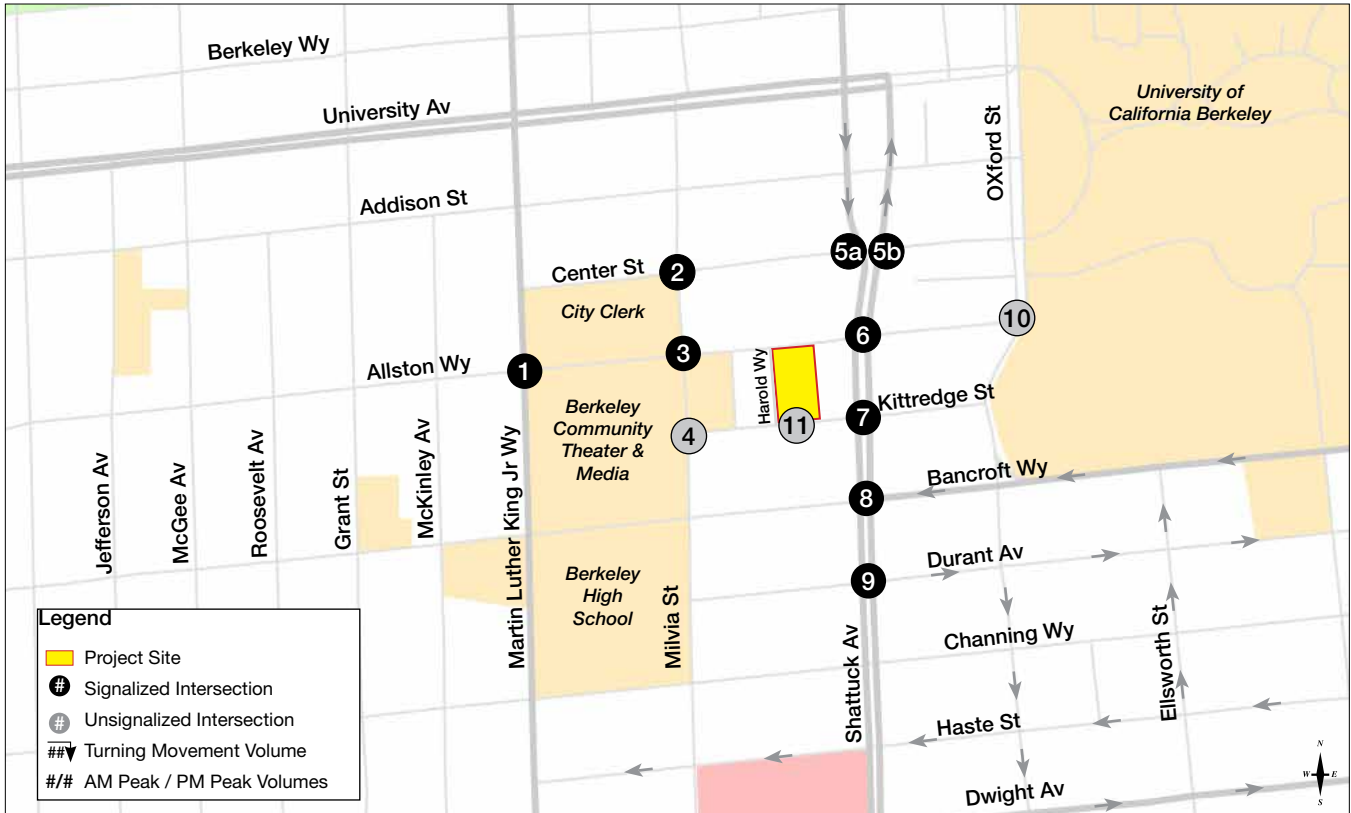 Berkeley Wy
University Av
University of
California Berkeley
OXford St
Addison St
5a
5b
Center St
2
City Clerk
10
6
3
Allston Wy
1
Harold Wy
Kittredge St
7
11
4
Berkeley
Community
Theater &
Media
Jefferson Av
McGee Av
Roosevelt Av
Grant St
McKinley Av
Martin Luther King Jr Wy
Bancroft Wy
8
Durant Av
9
Berkeley
High
School
Milvia St
Shattuck Av
Channing Wy
Ellsworth St
Haste St
Dwight Av
Legend
Project Site
# Signalized Intersection
# Unsignalized Intersection
## Turning Movement Volume
#/# AM Peak / PM Peak Volumes
N
W E
S